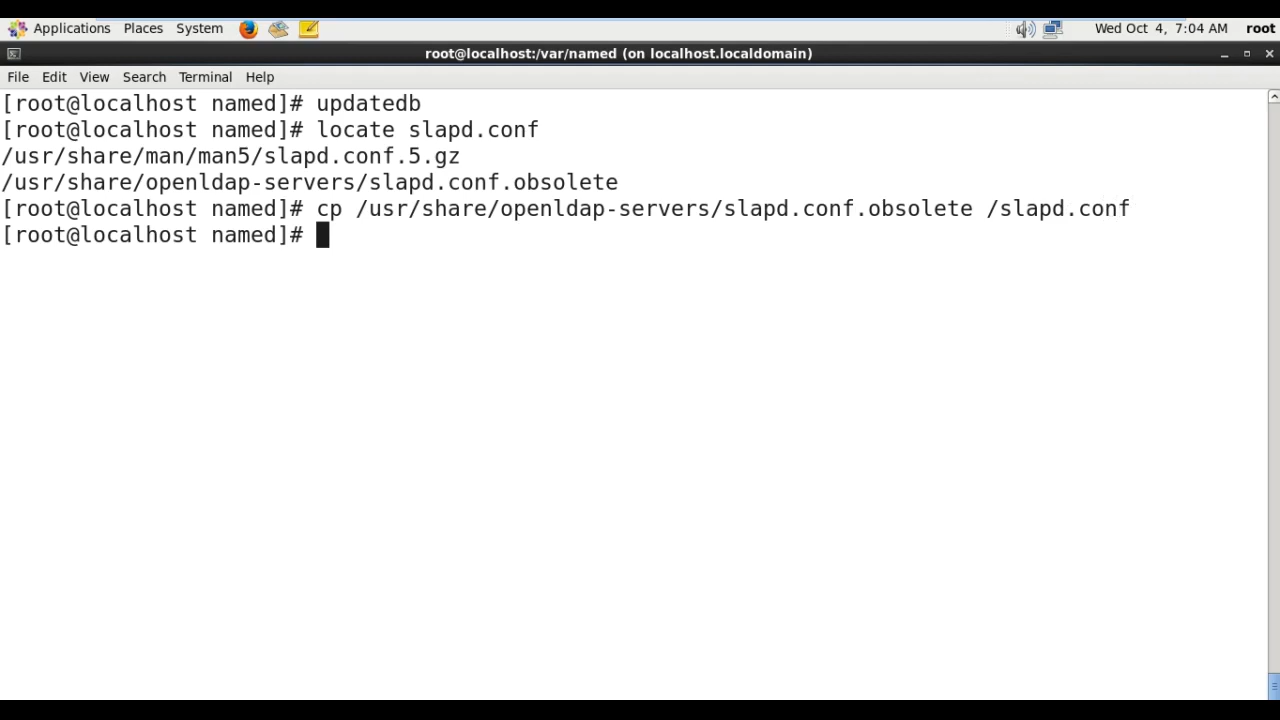 Applications Places System Wed Oct 4, 7:04 AM root
root@localhost:/var/named (on localhost.localdomain)
File Edit View Search Terminal Help
[root@localhost named]# updatedb
[root@localhost named]# locate slapd.conf
/usr/share/man/man5/slapd.conf.5.gz
/usr/share/openldap-servers/slapd.conf.obsolete
[root@localhost named]# cp /usr/share/openldap-servers/slapd.conf.obsolete /slapd.conf
[root@localhost named]#